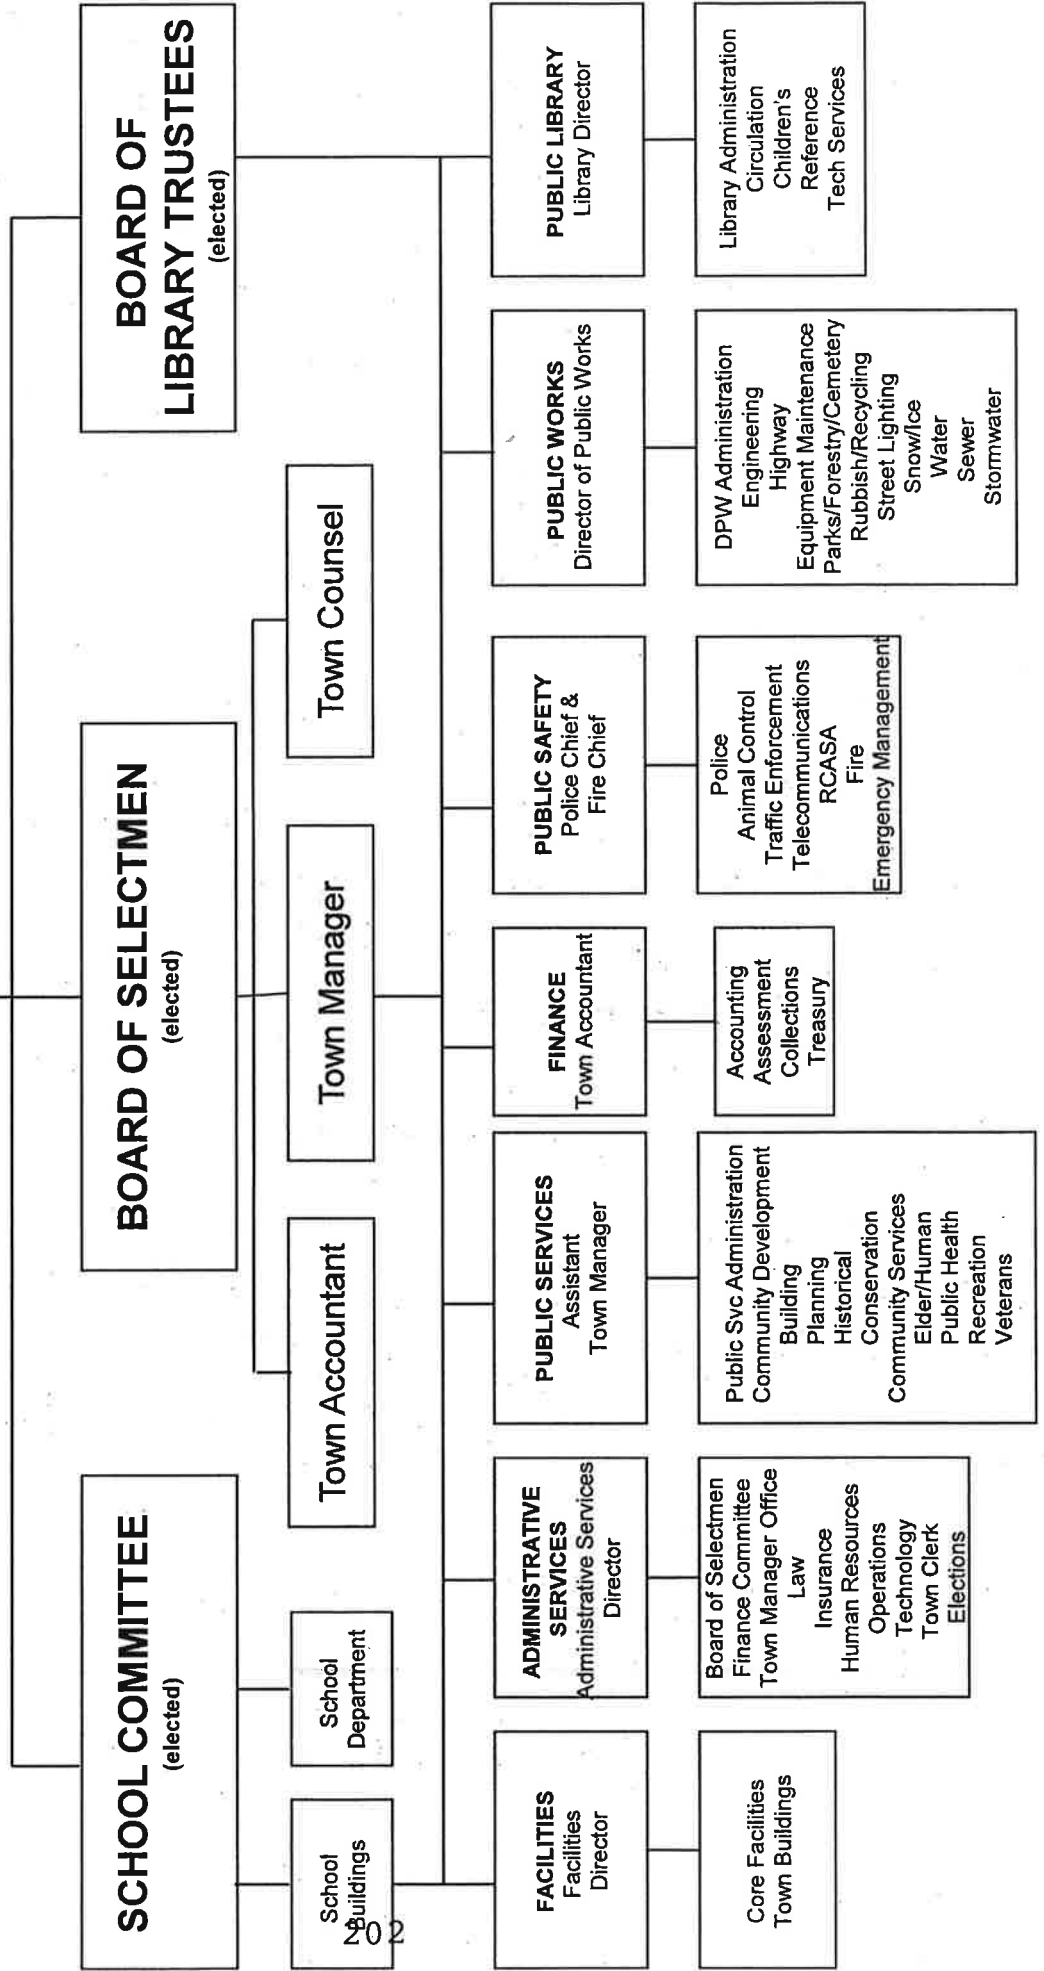 SCHOOL COMMITTEE
(elected)
BOARD OF SELECTMEN
(elected)
BOARD OF
LIBRARY TRUSTEES
(elected)
School
Buildings
School
Department
Town Accountant
Town Manager
Town Counsel
FACILITIES
Facilities
Director
ADMINISTRATIVE
SERVICES
Administrative Services
Director
PUBLIC SERVICES
Assistant
Town Manager
FINANCE
Town Accountant
PUBLIC SAFETY
Police Chief &
Fire Chief
PUBLIC WORKS
Director of Public Works
PUBLIC LIBRARY
Library Director
Core Facilities
Town Buildings
Board of Selectmen
Finance Committee
Town Manager Office
Law
Insurance
Human Resources
Operations
Technology
Town Clerk
Elections
Public Svc Administration
Community Development
Building
Planning
Historical
Conservation
Community Services
Elder/Human
Public Health
Recreation
Veterans
Accounting
Assessment
Collections
Treasury
Police
Animal Control
Traffic Enforcement
Telecommunications
RCASA
Fire
Emergency Management
DPW Administration
Engineering
Highway
Equipment Maintenance
Parks/Forestry/Cemetery
Rubbish/Recycling
Street Lighting
Snow/Ice
Water
Sewer
Stormwater
Library Administration
Circulation
Children's
Reference
Tech Services
202